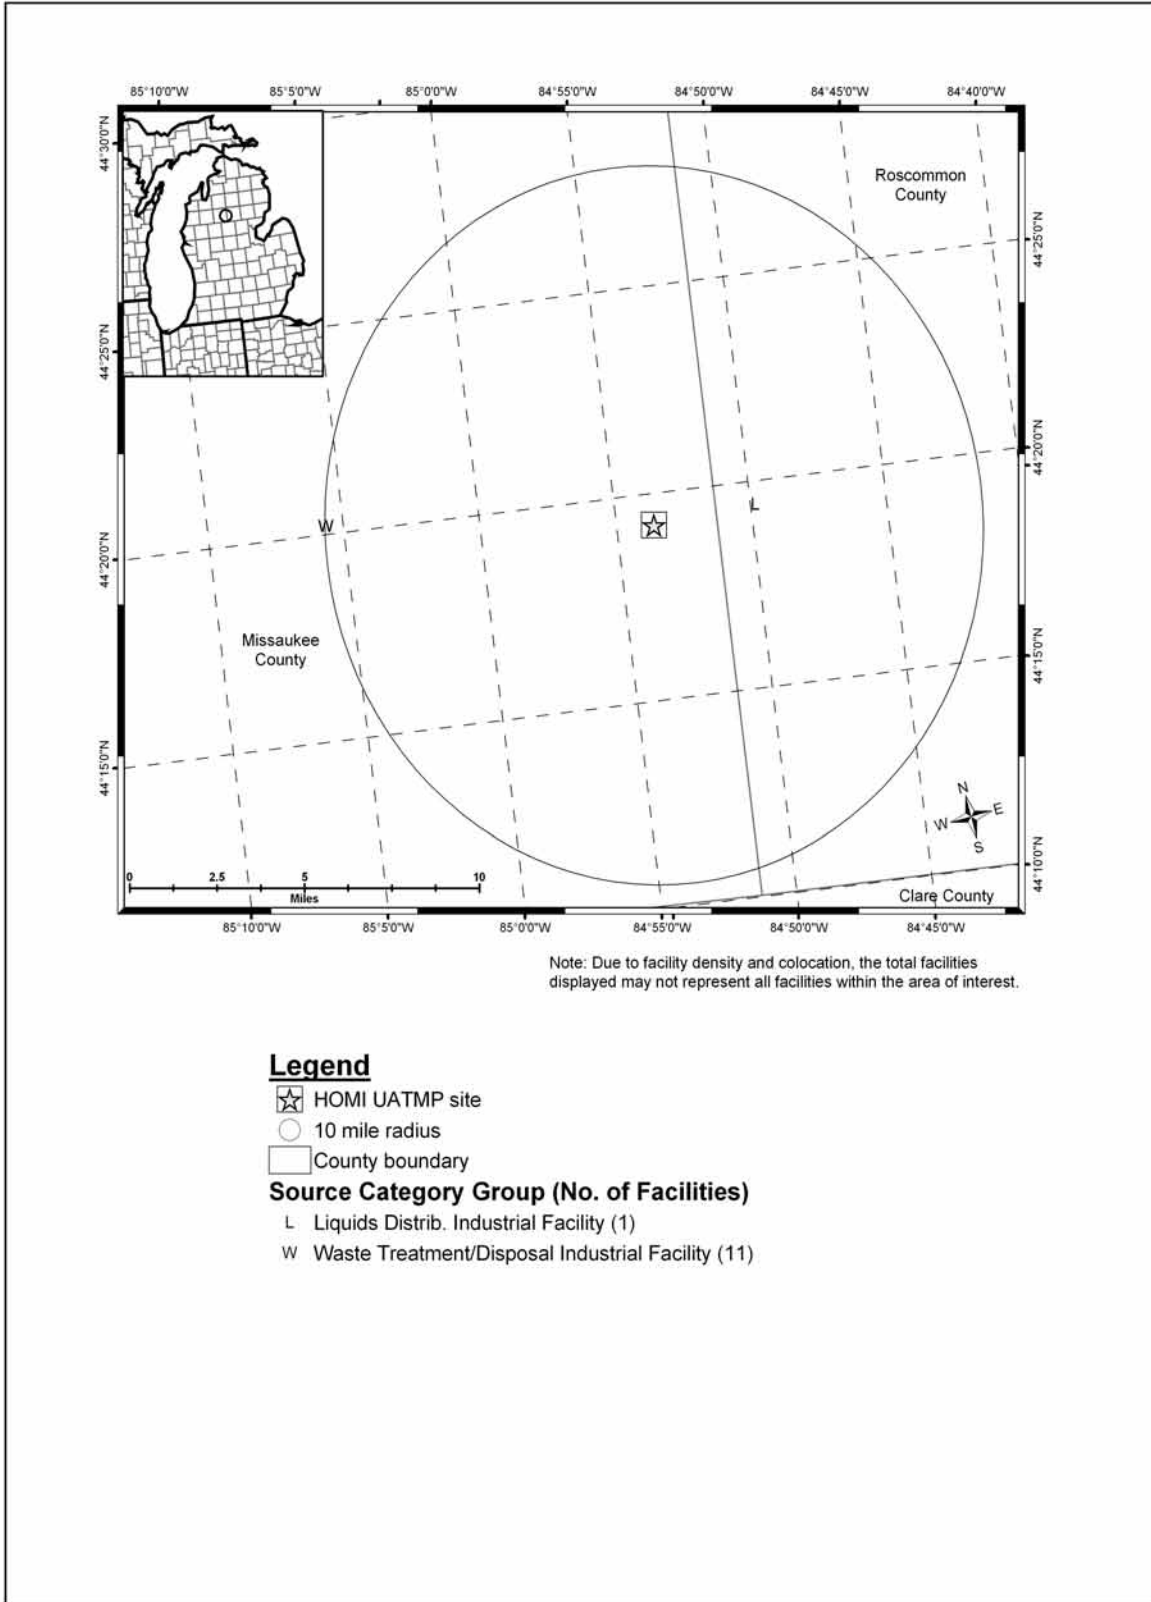 85°10'0"W 85°5'0"W 85°0'0"W 84°55'0"W 84°50'0"W 84°45'0"W 84°40'0"W
44°30'0"N
44°25'0"N
44°20'0"N
44°15'0"N
Roscommon
County
44°25'0"N
44°20'0"N
44°15'0"N
44°10'0"N
L
W
Missaukee
County
N
W E
S
0 2.5 5 10
Miles
Clare County
85°10'0"W 85°5'0"W 85°0'0"W 84°55'0"W 84°50'0"W 84°45'0"W
Note: Due to facility density and colocation, the total facilities
displayed may not represent all facilities within the area of interest.
Legend
HOMI UATMP site
10 mile radius
County boundary
Source Category Group (No. of Facilities)
L Liquids Distrib. Industrial Facility (1)
W Waste Treatment/Disposal Industrial Facility (11)